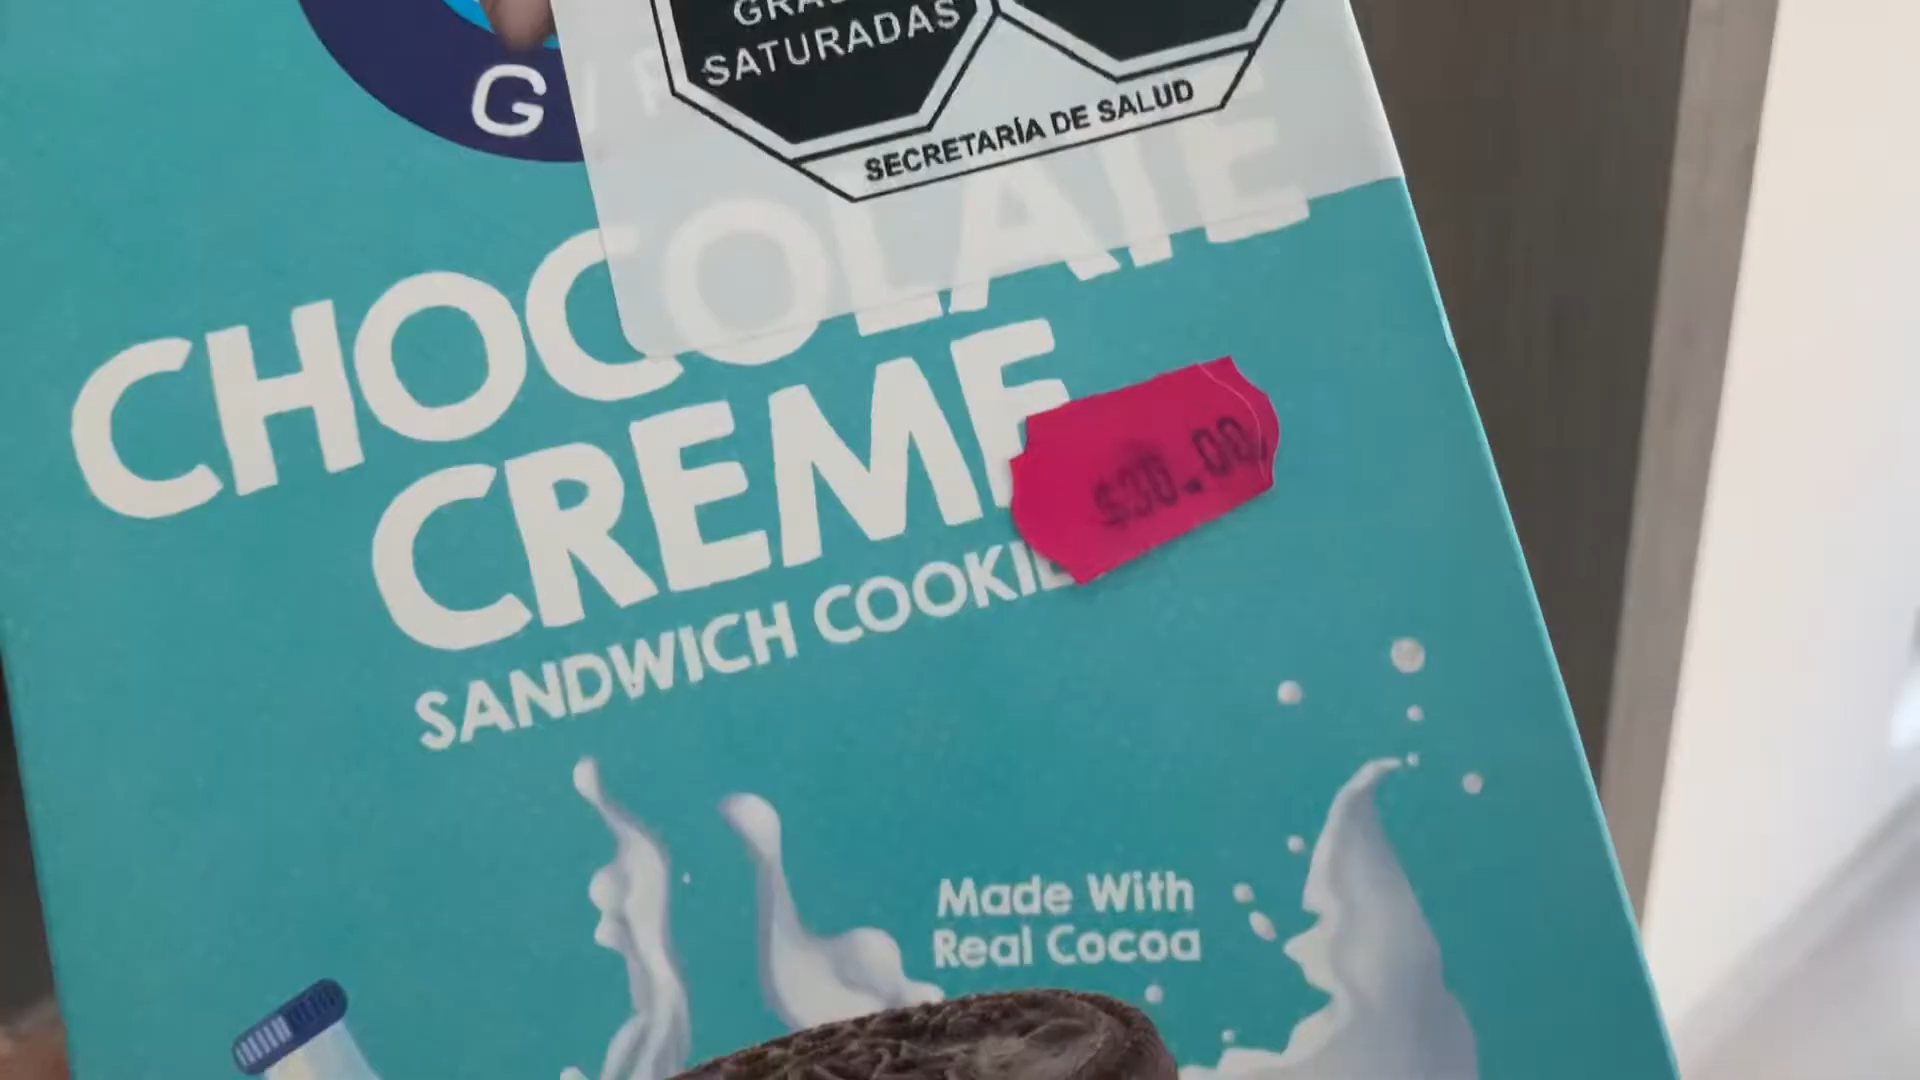 SATURADAS
SECRETARÍA DE SALUD
G
CHOCOLATE
CREME
$30.00
SANDWICH COOKIE
Made With
Real Cocoa